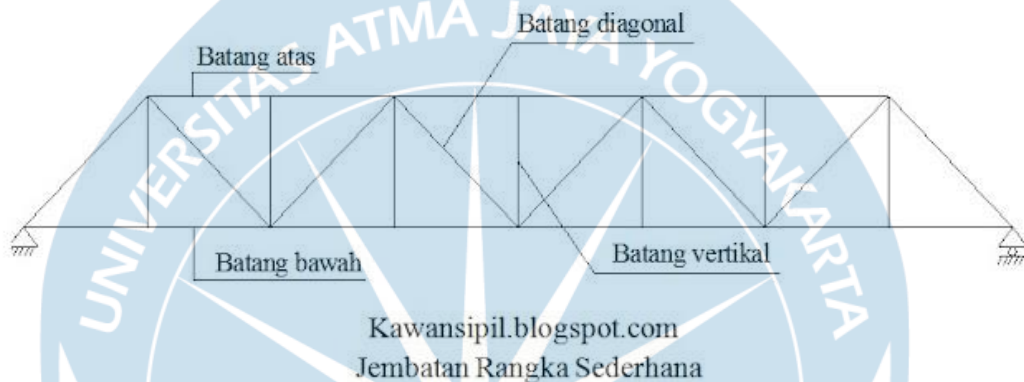 UNIVERSITAS ATMA JAYA YOGYAKARTA
Batang diagonal
Batang atas
Batang bawah
Batang vertikal
Kawansipil.blogspot.com
Jembatan Rangka Sederhana